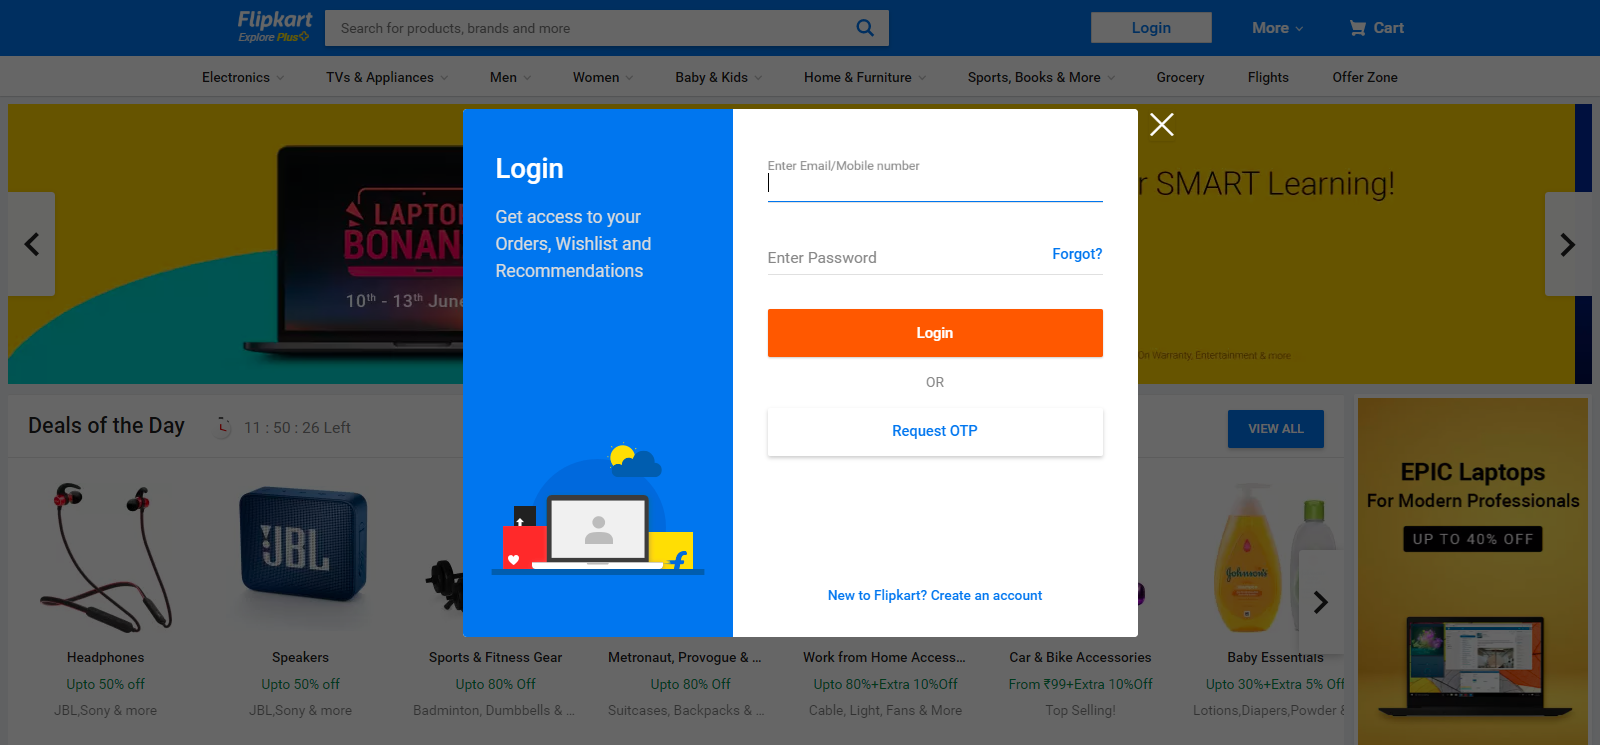 Flipkart
Explore Plus
Search for products, brands and more
Login
More
Cart
Electronics
TVs & Appliances
Men
Women
Baby & Kids
Home & Furniture
Sports, Books & More
Grocery
Flights
Offer Zone
LAPTO
BONAN
10th - 13th June
r SMART Learning!
On Warranty, Entertainment & more
Login
Get access to your
Orders, Wishlist and
Recommendations
Enter Email/Mobile number
Enter Password
Forgot?
Login
OR
Request OTP
New to Flipkart? Create an account
Deals of the Day
11 : 50 : 26 Left
VIEW ALL
JBL
Johnson's
Headphones
Upto 50% off
JBL,Sony & more
Speakers
Upto 50% off
JBL,Sony & more
Sports & Fitness Gear
Upto 80% Off
Badminton, Dumbbells & ...
Metronaut, Provogue & ...
Upto 80% Off
Suitcases, Backpacks & ...
Work from Home Access...
Upto 80%+Extra 10%Off
Cable, Light, Fans & More
Car & Bike Accessories
From ₹99+Extra 10%Off
Top Selling!
Baby Essentials
Upto 30%+Extra 5% Off
Lotions,Diapers,Powder &
EPIC Laptops
For Modern Professionals
UP TO 40% OFF